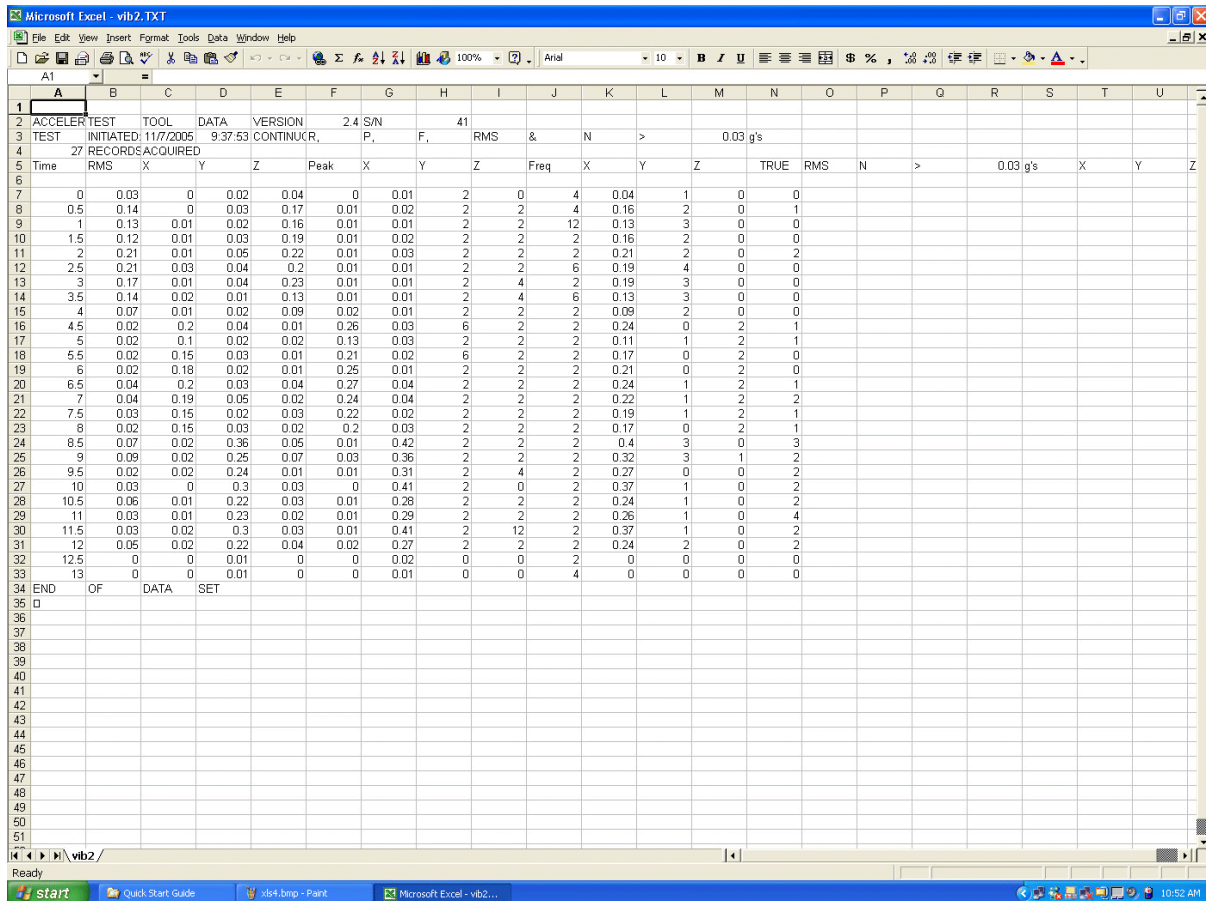 Microsoft Excel - vib2.TXT
File Edit View Insert Format Tools Data Window Help
100% Arial 10 B I U $ % ,
A1 =
A B C D E F G H I J K L M N O P Q R S T U
1
2 ACCELER TEST TOOL DATA VERSION 2.4 S/N 41
3 TEST INITIATED: 11/7/2005 9:37:53 CONTINUC R, P, F, RMS & N > 0.03 g's
4 27 RECORDS ACQUIRED
5 Time RMS X Y Z Peak X Y Z Freq X Y Z TRUE RMS N > 0.03 g's X Y Z
6
7 0 0.03 0 0.02 0.04 0 0.01 2 0 4 0.04 1 0 0
8 0.5 0.14 0 0.03 0.17 0.01 0.02 2 2 4 0.16 2 0 1
9 1 0.13 0.01 0.02 0.16 0.01 0.01 2 2 12 0.13 3 0 0
10 1.5 0.12 0.01 0.03 0.19 0.01 0.02 2 2 2 0.16 2 0 0
11 2 0.21 0.01 0.05 0.22 0.01 0.03 2 2 2 0.21 2 0 2
12 2.5 0.21 0.03 0.04 0.2 0.01 0.01 2 2 6 0.19 4 0 0
13 3 0.17 0.01 0.04 0.23 0.01 0.01 2 4 2 0.19 3 0 0
14 3.5 0.14 0.02 0.01 0.13 0.01 0.01 2 4 6 0.13 3 0 0
15 4 0.07 0.01 0.02 0.09 0.02 0.01 2 2 2 0.09 2 0 0
16 4.5 0.02 0.2 0.04 0.01 0.26 0.03 6 2 2 0.24 0 2 1
17 5 0.02 0.1 0.02 0.02 0.13 0.03 2 2 2 0.11 1 2 1
18 5.5 0.02 0.15 0.03 0.01 0.21 0.02 6 2 2 0.17 0 2 0
19 6 0.02 0.18 0.02 0.01 0.25 0.01 2 2 2 0.21 0 2 0
20 6.5 0.04 0.2 0.03 0.04 0.27 0.04 2 2 2 0.24 1 2 1
21 7 0.04 0.19 0.05 0.02 0.24 0.04 2 2 2 0.22 1 2 2
22 7.5 0.03 0.15 0.02 0.03 0.22 0.02 2 2 2 0.19 1 2 1
23 8 0.02 0.15 0.03 0.02 0.2 0.03 2 2 2 0.17 0 2 1
24 8.5 0.07 0.02 0.36 0.05 0.01 0.42 2 2 2 0.4 3 0 3
25 9 0.09 0.02 0.25 0.07 0.03 0.36 2 2 2 0.32 3 1 2
26 9.5 0.02 0.02 0.24 0.01 0.01 0.31 2 4 2 0.27 0 0 2
27 10 0.03 0 0.3 0.03 0 0.41 2 0 2 0.37 1 0 2
28 10.5 0.06 0.01 0.22 0.03 0.01 0.28 2 2 2 0.24 1 0 2
29 11 0.03 0.01 0.23 0.02 0.01 0.29 2 2 2 0.26 1 0 4
30 11.5 0.03 0.02 0.3 0.03 0.01 0.41 2 12 2 0.37 1 0 2
31 12 0.05 0.02 0.22 0.04 0.02 0.27 2 2 2 0.24 2 0 2
32 12.5 0 0 0.01 0 0 0.02 0 0 2 0 0 0 0
33 13 0 0 0.01 0 0 0.01 0 0 4 0 0 0 0
34 END OF DATA SET
35
36
37
38
39
40
41
42
43
44
45
46
47
48
49
50
51
vib2
Ready
start Quick Start Guide xls4.bmp - Paint Microsoft Excel - vib2... 10:52 AM